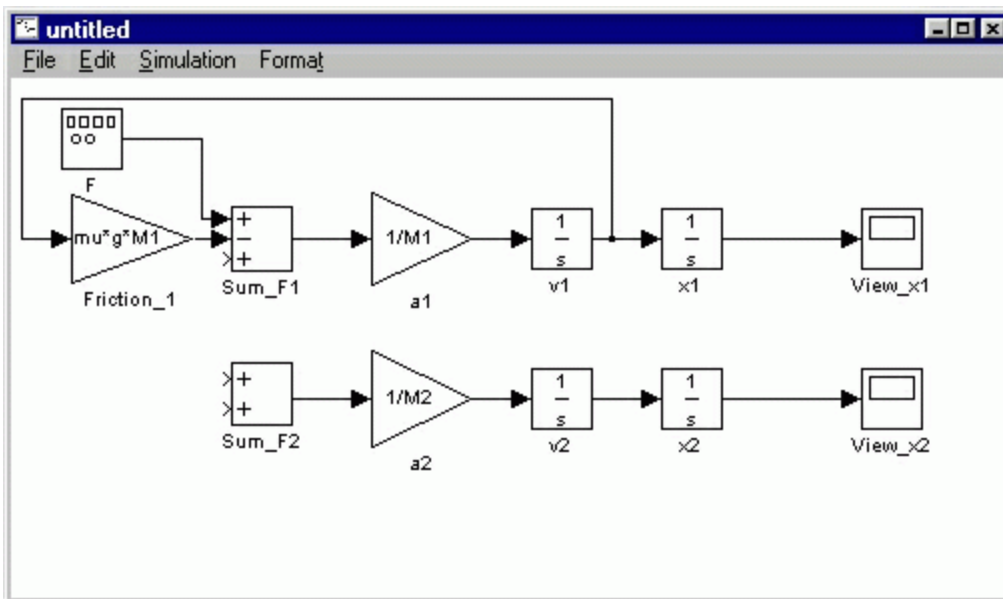 untitled
File Edit Simulation Format
F
mu*g*M1
Friction_1
+
−
+
Sum_F1
1/M1
a1
1
s
v1
1
s
x1
View_x1
+
+
Sum_F2
1/M2
a2
1
s
v2
1
s
x2
View_x2